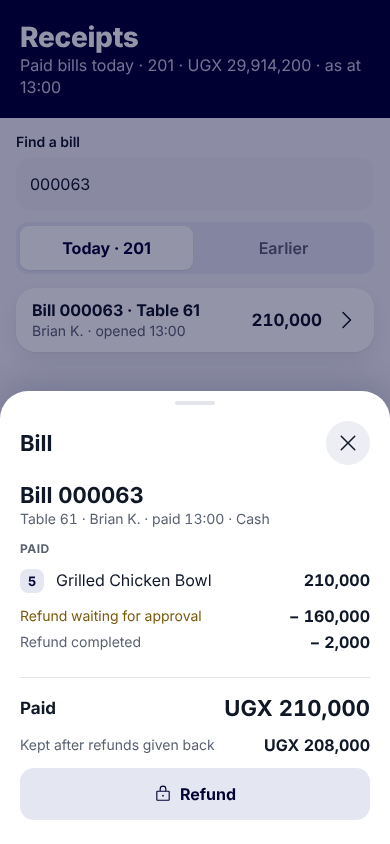 Receipts
Paid bills today · 201 · UGX 29,914,200 · as at
13:00
Find a bill
000063
Today · 201
Earlier
Bill 000063 · Table 61
210,000
Brian K. · opened 13:00
Bill
Bill 000063
Table 61 · Brian K. · paid 13:00 · Cash
PAID
5 Grilled Chicken Bowl 210,000
Refund waiting for approval – 160,000
Refund completed – 2,000
Paid UGX 210,000
Kept after refunds given back UGX 208,000
Refund